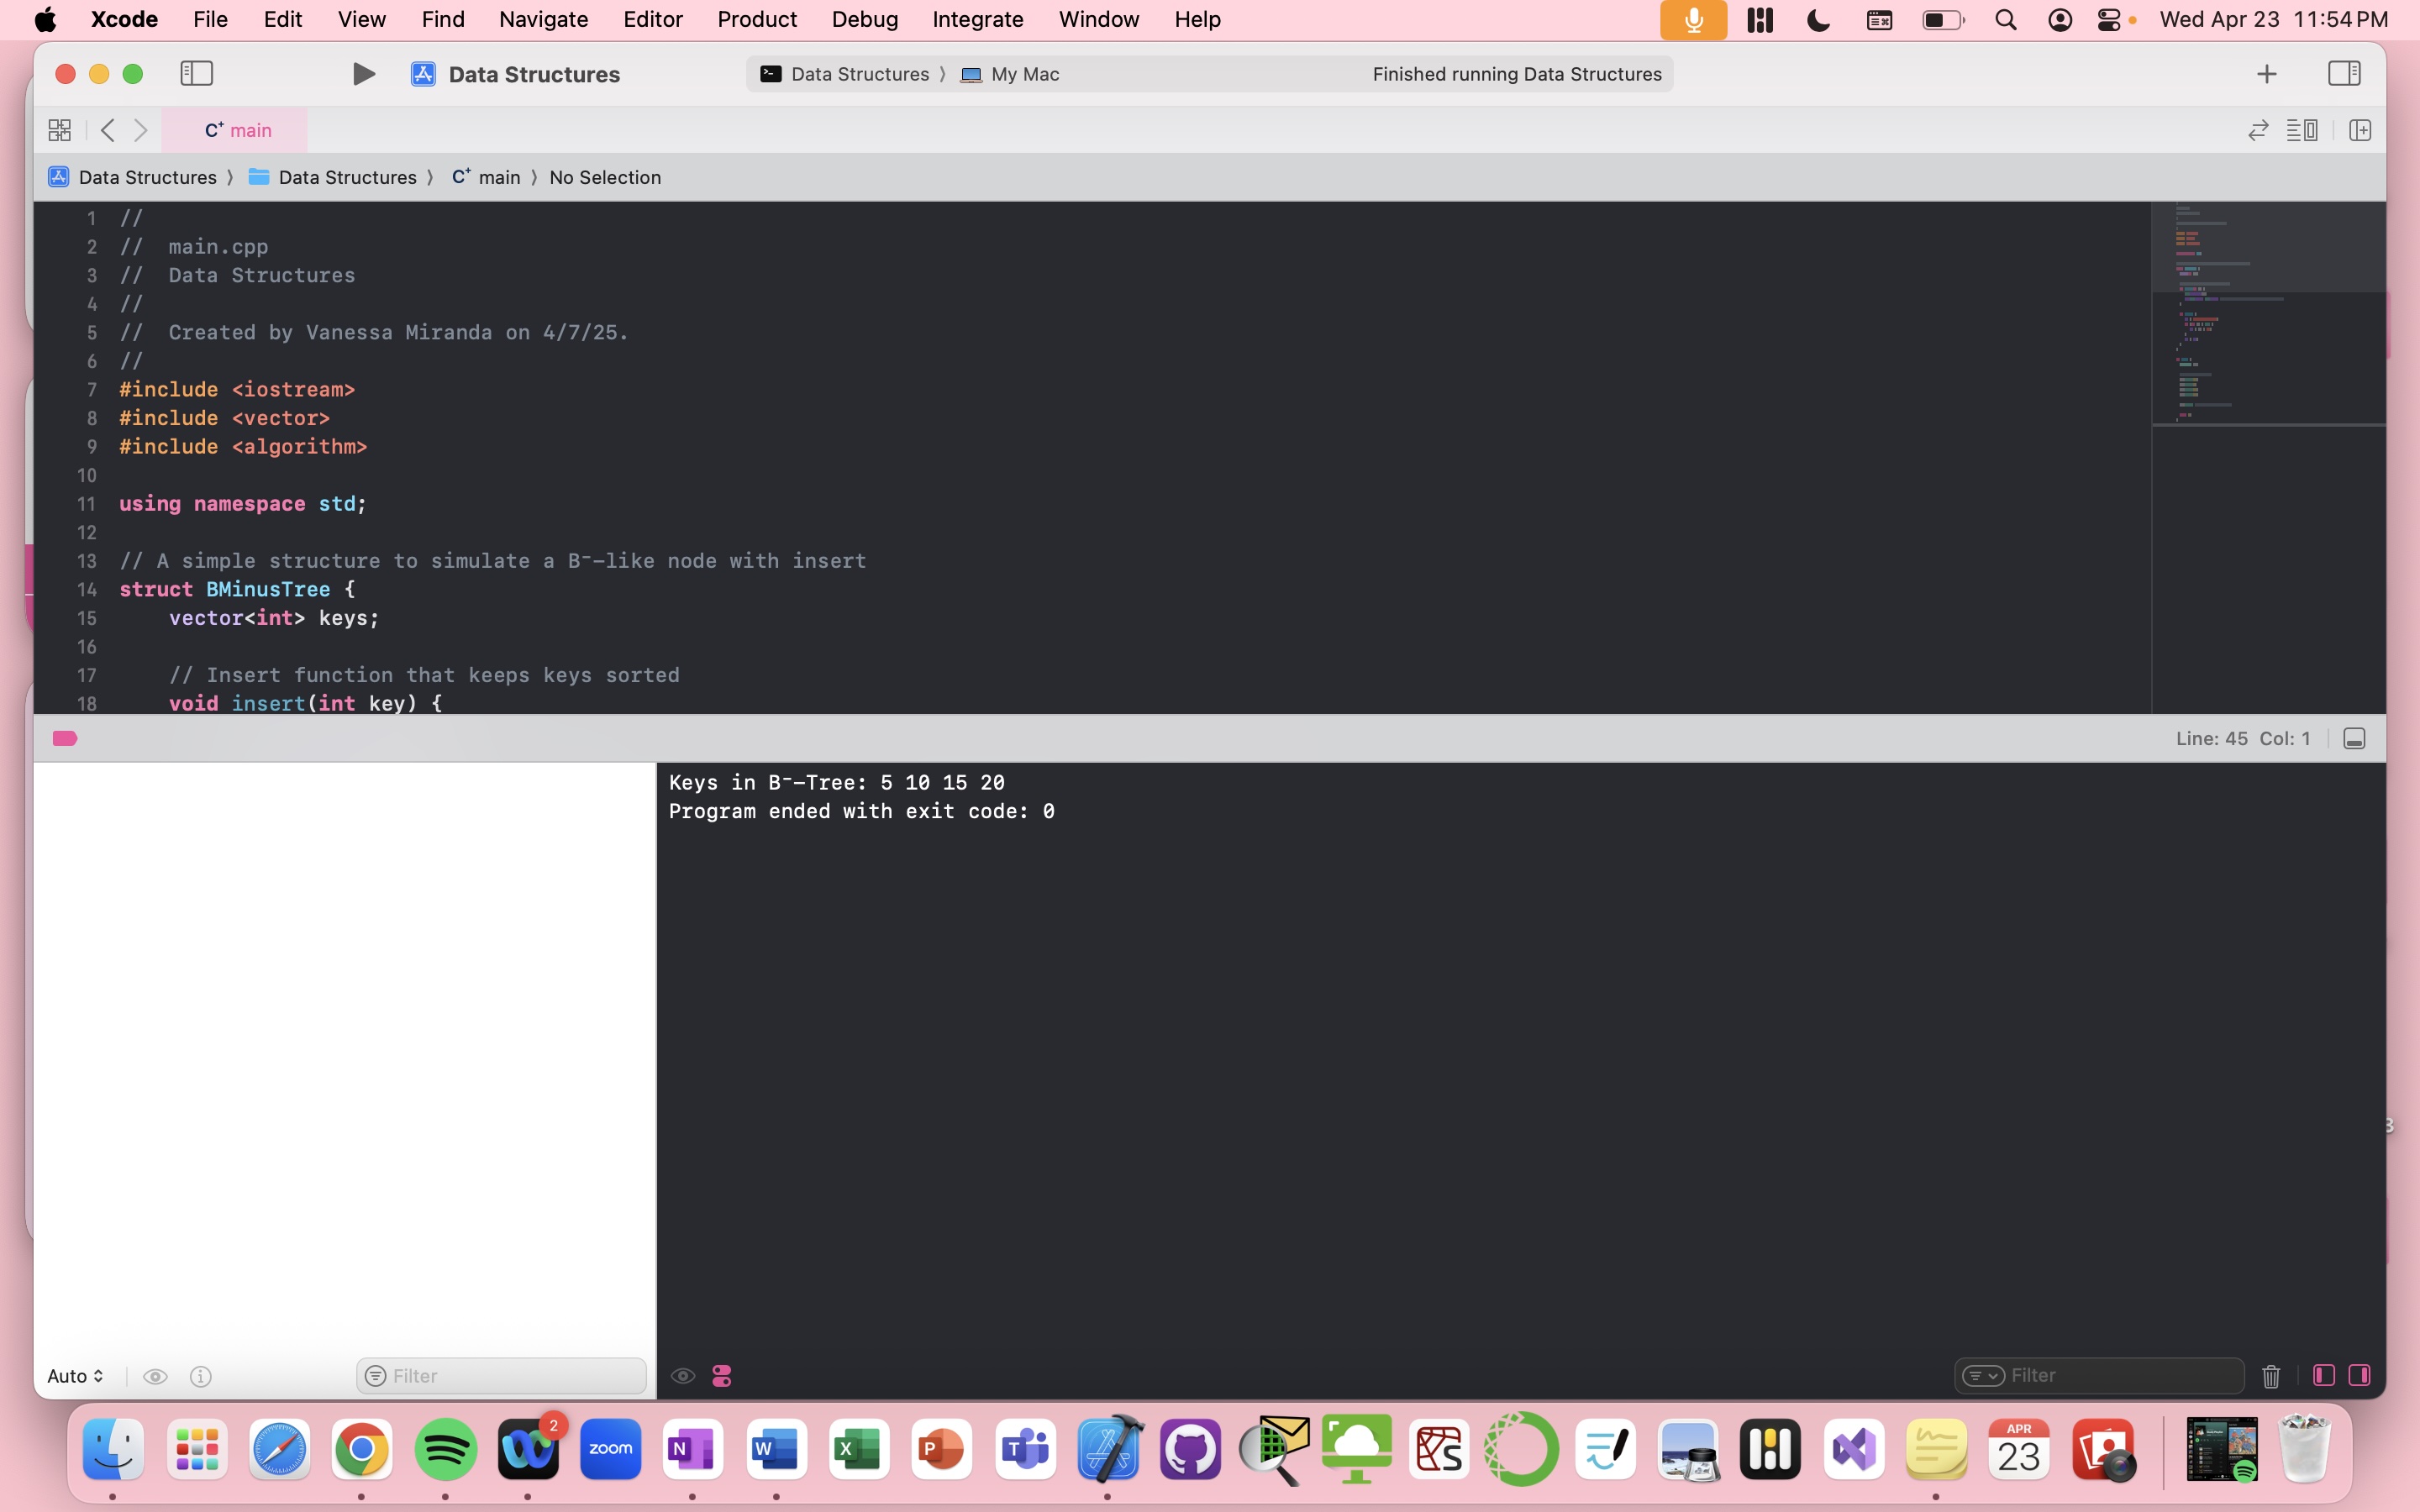 Xcode File Edit View Find Navigate Editor Product Debug Integrate Window Help Wed Apr 23 11:54 PM
Data Structures Data Structures 〉 My Mac Finished running Data Structures
C+ main
Data Structures 〉 Data Structures 〉 C+ main 〉 No Selection
1 //
2 // main.cpp
3 // Data Structures
4 //
5 // Created by Vanessa Miranda on 4/7/25.
6 //
7 #include <iostream>
8 #include <vector>
9 #include <algorithm>
10
11 using namespace std;
12
13 // A simple structure to simulate a B⁻-like node with insert
14 struct BMinusTree {
15 vector<int> keys;
16
17 // Insert function that keeps keys sorted
18 void insert(int key) {
Line: 45 Col: 1
Keys in B⁻-Tree: 5 10 15 20
Program ended with exit code: 0
3
Auto Filter Filter
2 zoom N W X P T S APR 23